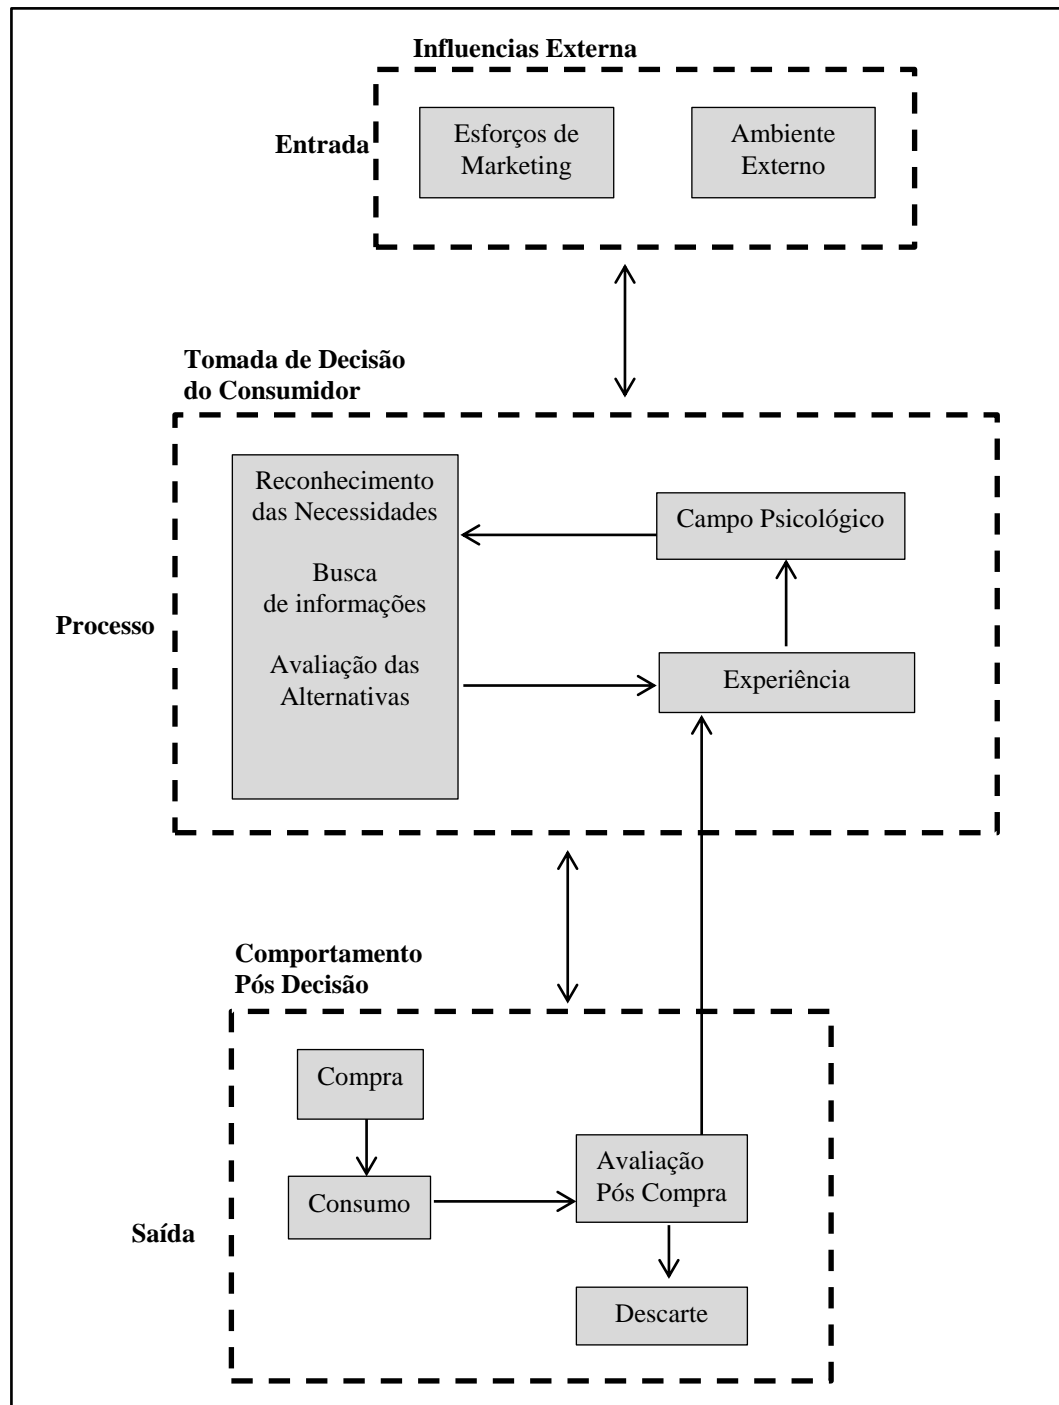 Influencias Externa
Entrada
Esforços de
Marketing
Ambiente
Externo
Tomada de Decisão
do Consumidor
Processo
Reconhecimento
das Necessidades
Busca
de informações
Avaliação das
Alternativas
Campo Psicológico
Experiência
Comportamento
Pós Decisão
Saída
Compra
Consumo
Avaliação
Pós Compra
Descarte